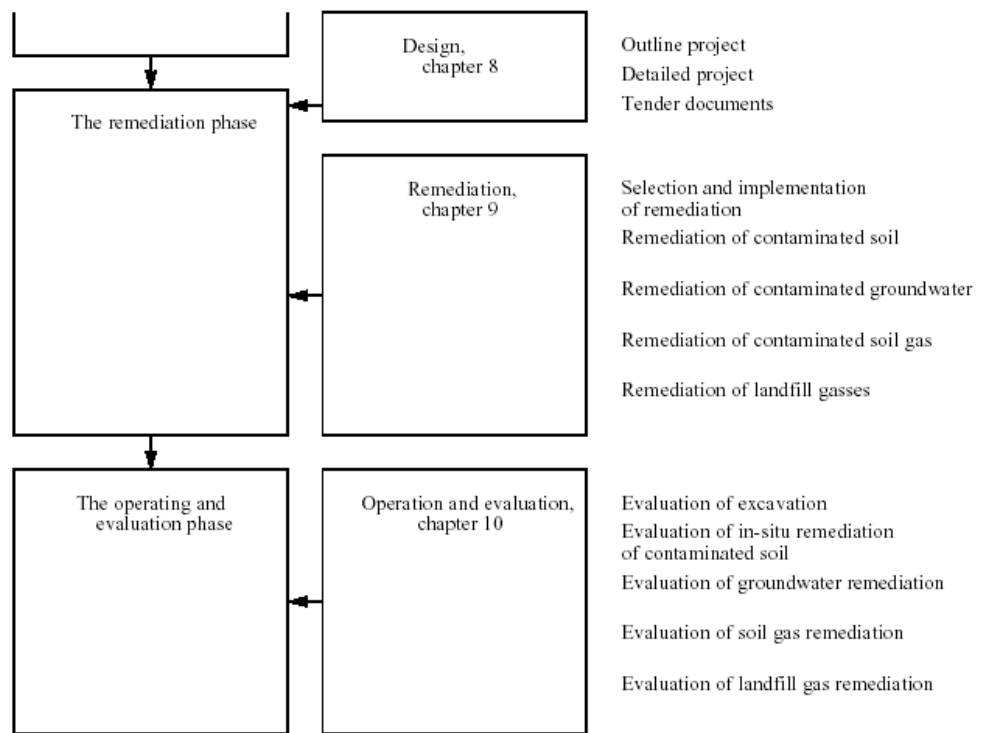 Design,
chapter 8
Outline project
Detailed project
Tender documents
The remediation phase
Remediation,
chapter 9
Selection and implementation
of remediation
Remediation of contaminated soil
Remediation of contaminated groundwater
Remediation of contaminated soil gas
Remediation of landfill gasses
The operating and
evaluation phase
Operation and evaluation,
chapter 10
Evaluation of excavation
Evaluation of in-situ remediation
of contaminated soil
Evaluation of groundwater remediation
Evaluation of soil gas remediation
Evaluation of landfill gas remediation